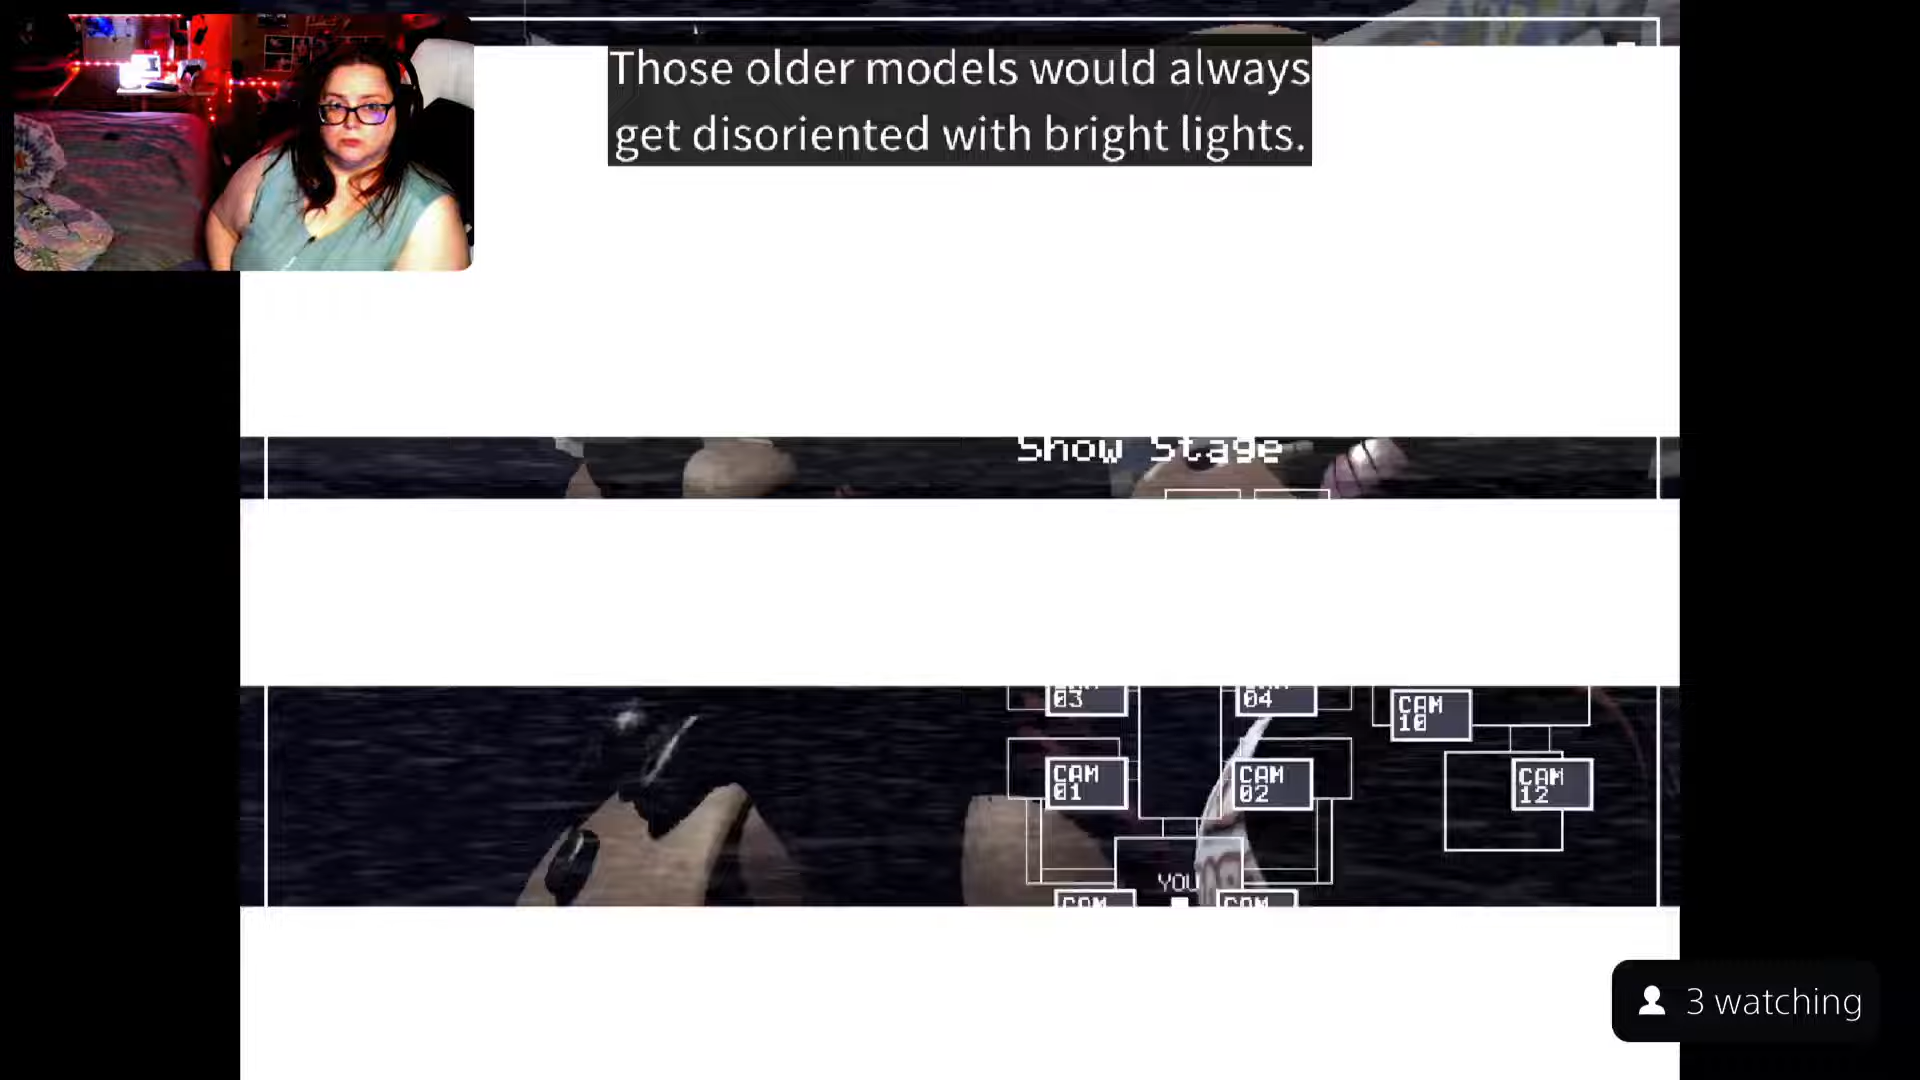 Those older models would always
get disoriented with bright lights.
Show Stage
03
04
CAM
10
CAM
01
CAM
02
CAM
12
YOU
CAM
CAM
3 watching